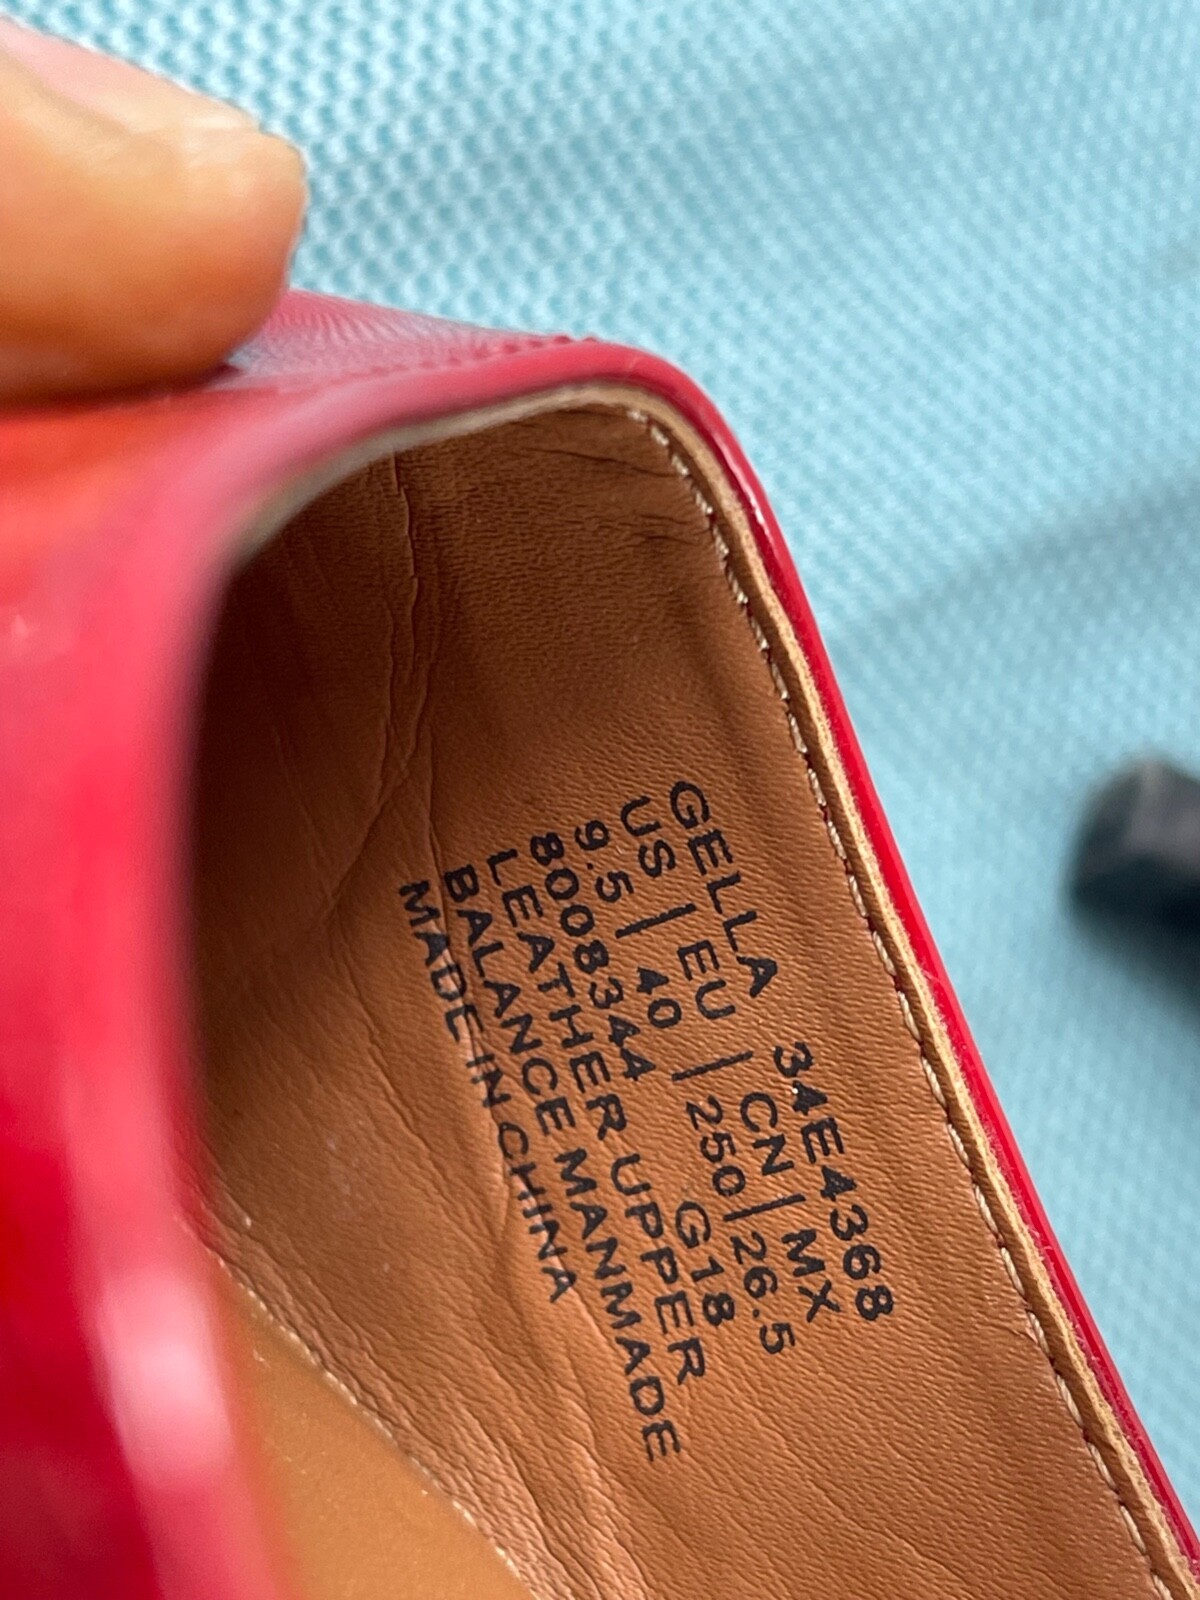 GELLA 34E4368
US | EU | CN | MX
9.5 | 40 | 250 | 26.5
8008344 G18
LEATHER UPPER
BALANCE MANMADE
MADE IN CHINA